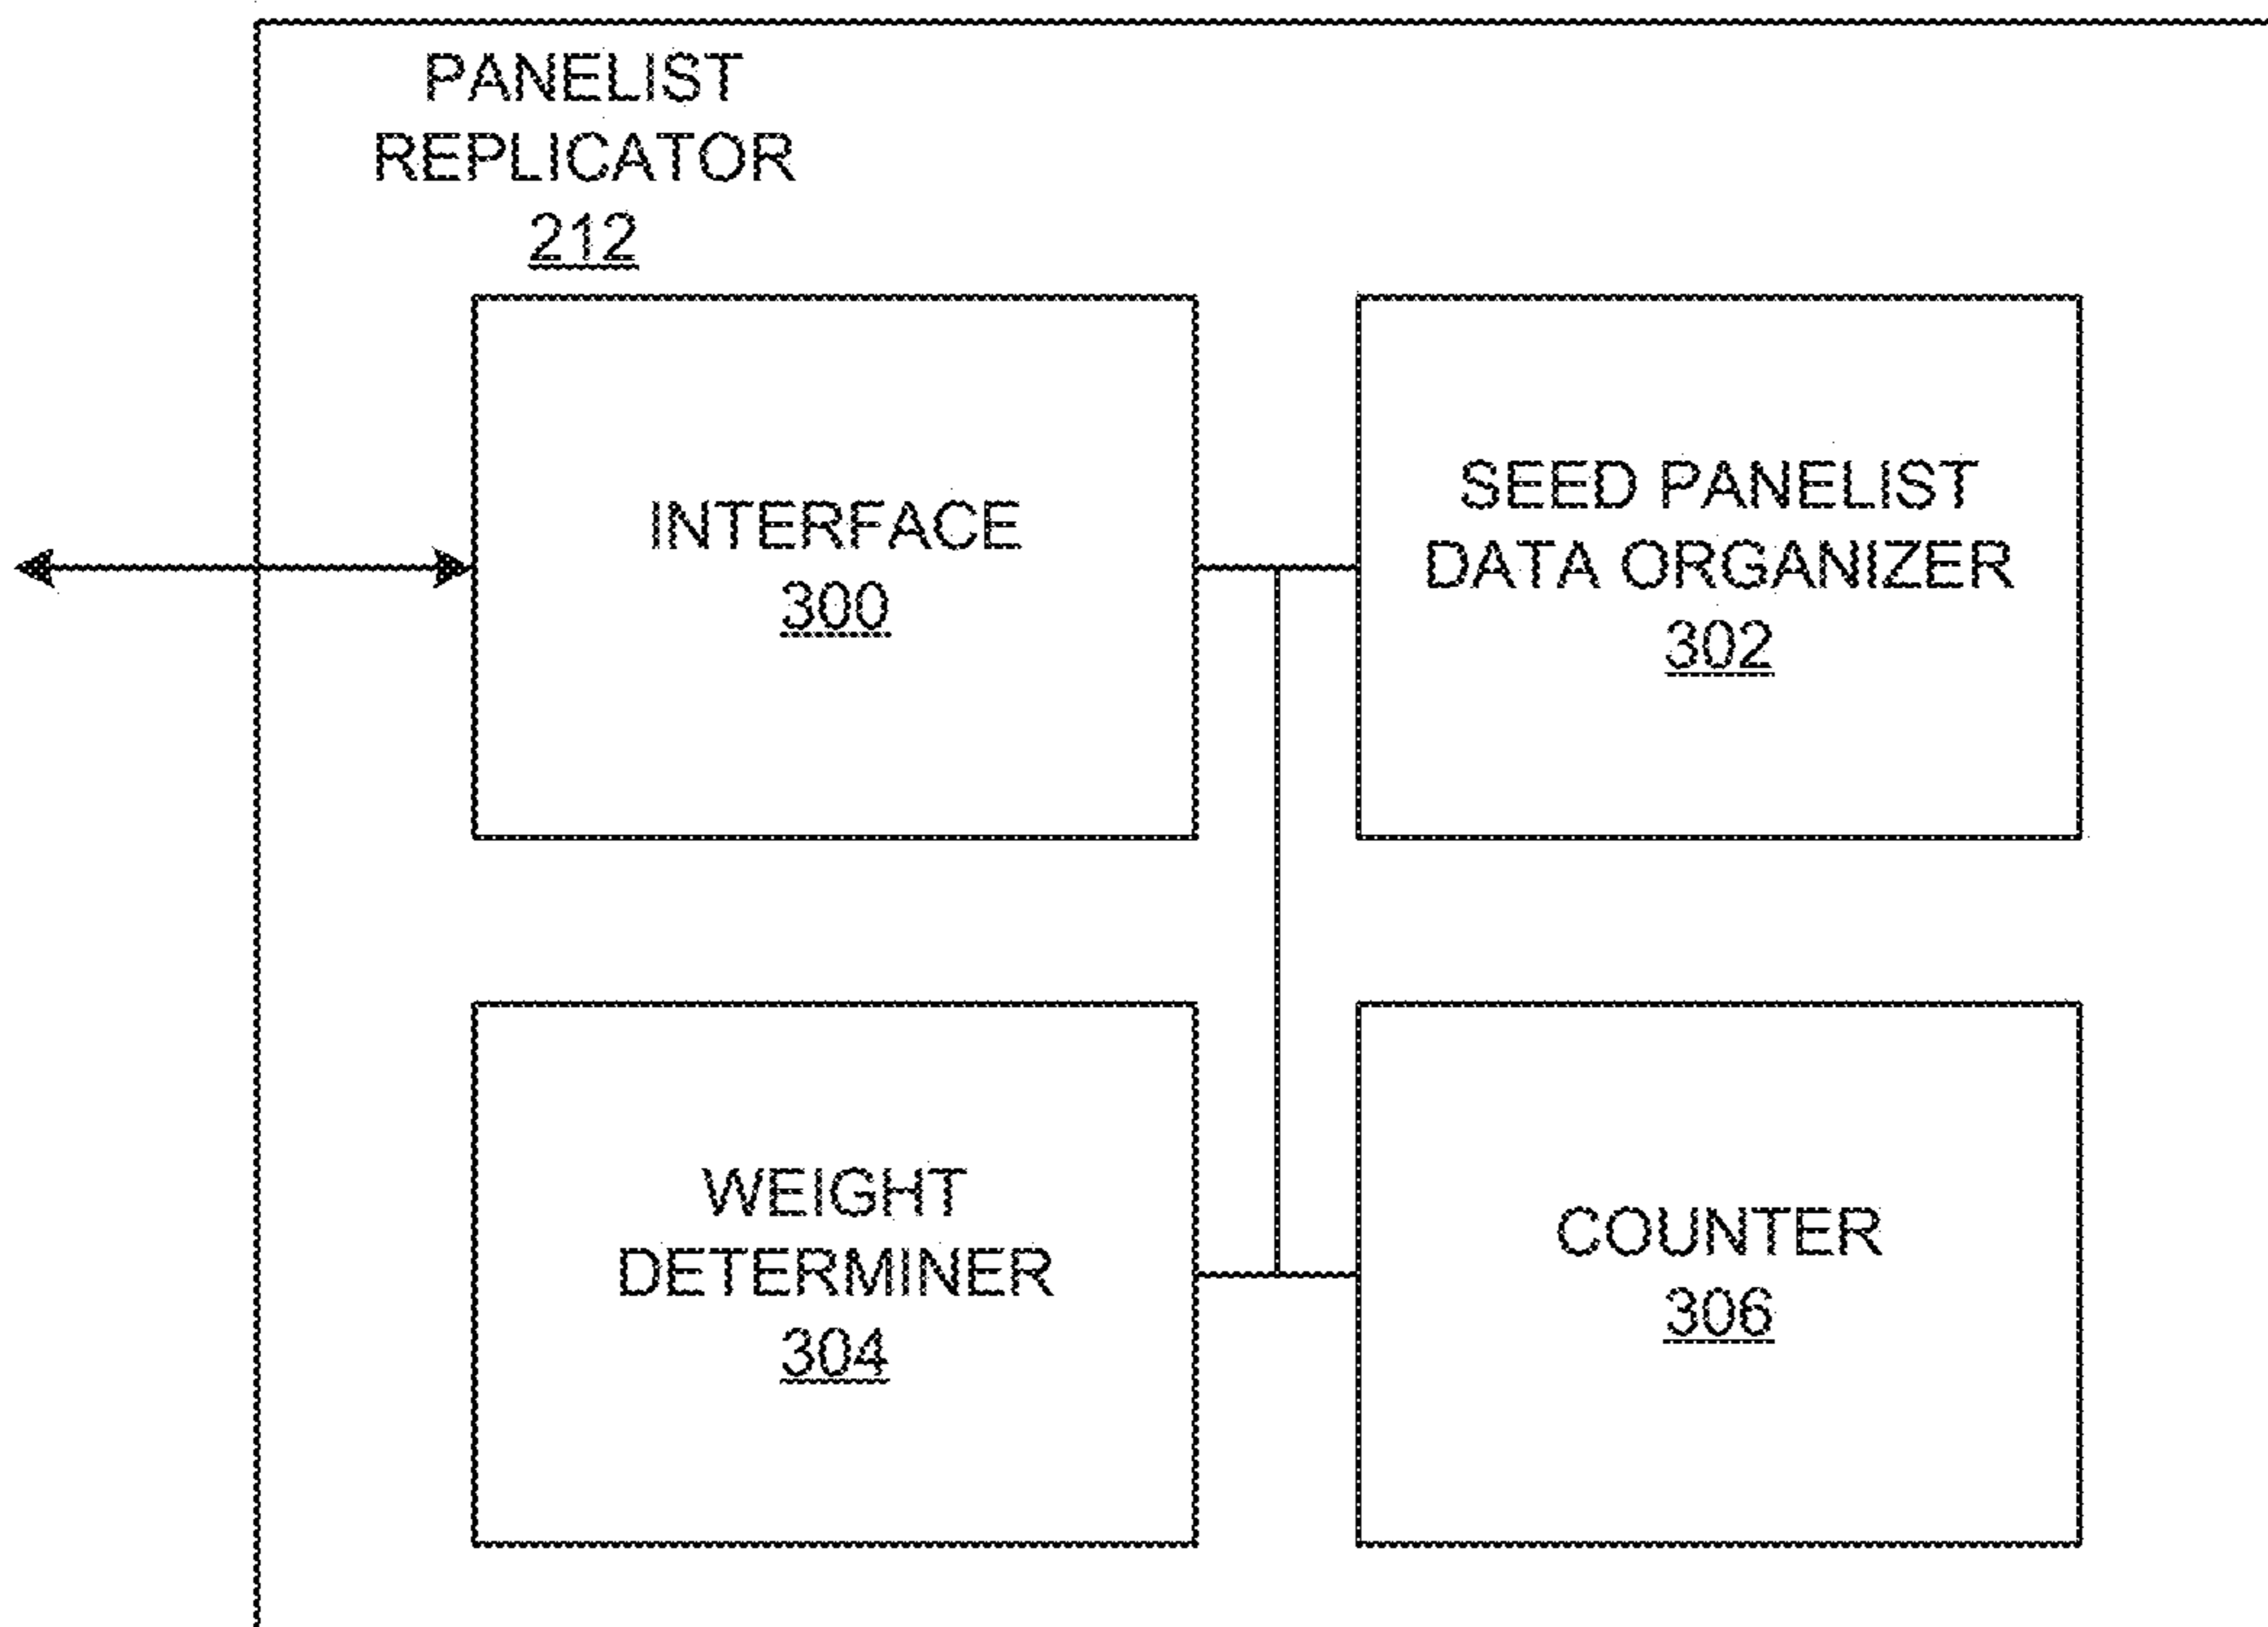 PANELIST
REPLICATOR
212
INTERFACE
300
SEED PANELIST
DATA ORGANIZER
302
WEIGHT
DETERMINER
304
COUNTER
306